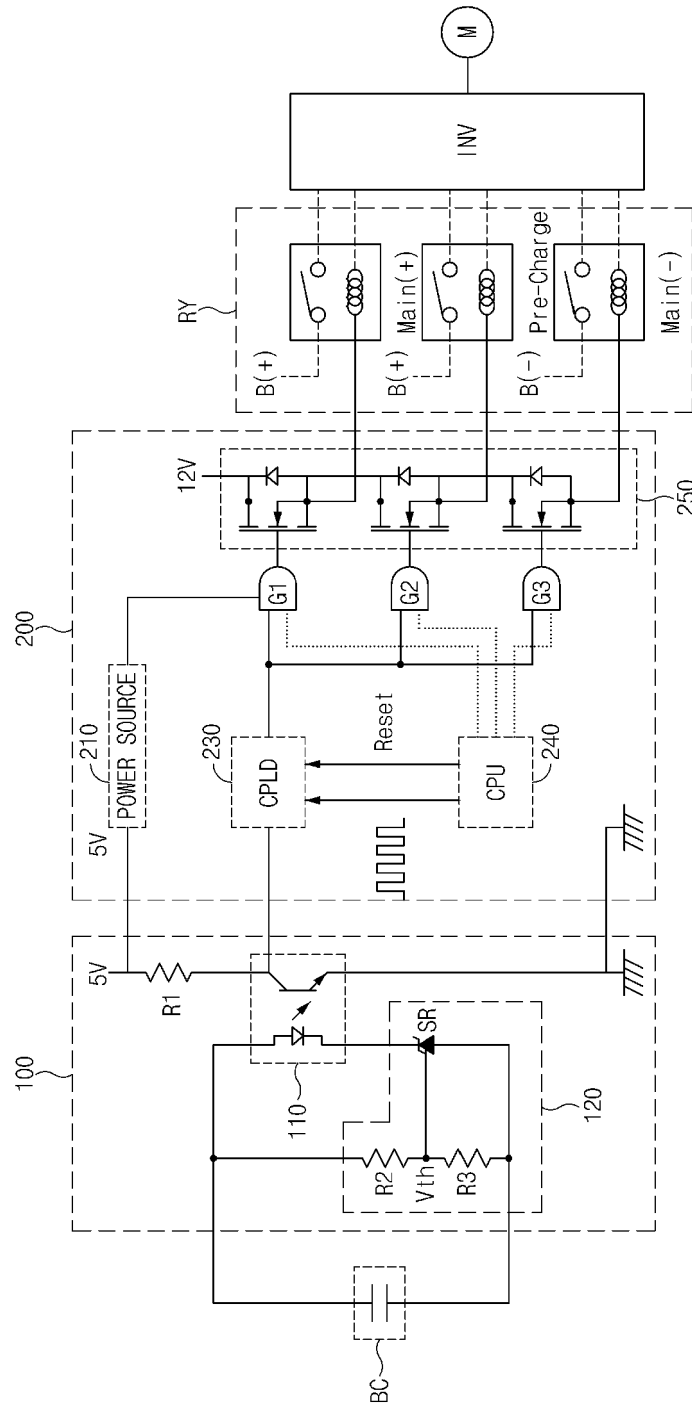 BC
100
5V
R1
110
R2
Vth
R3
SR
120
200
5V
210
POWER SOURCE
230
CPLD
Reset
CPU
240
G1
G2
G3
12V
250
RY
B(+)
Main(+)
B(+)
Pre-Charge
B(-)
Main(-)
INV
M